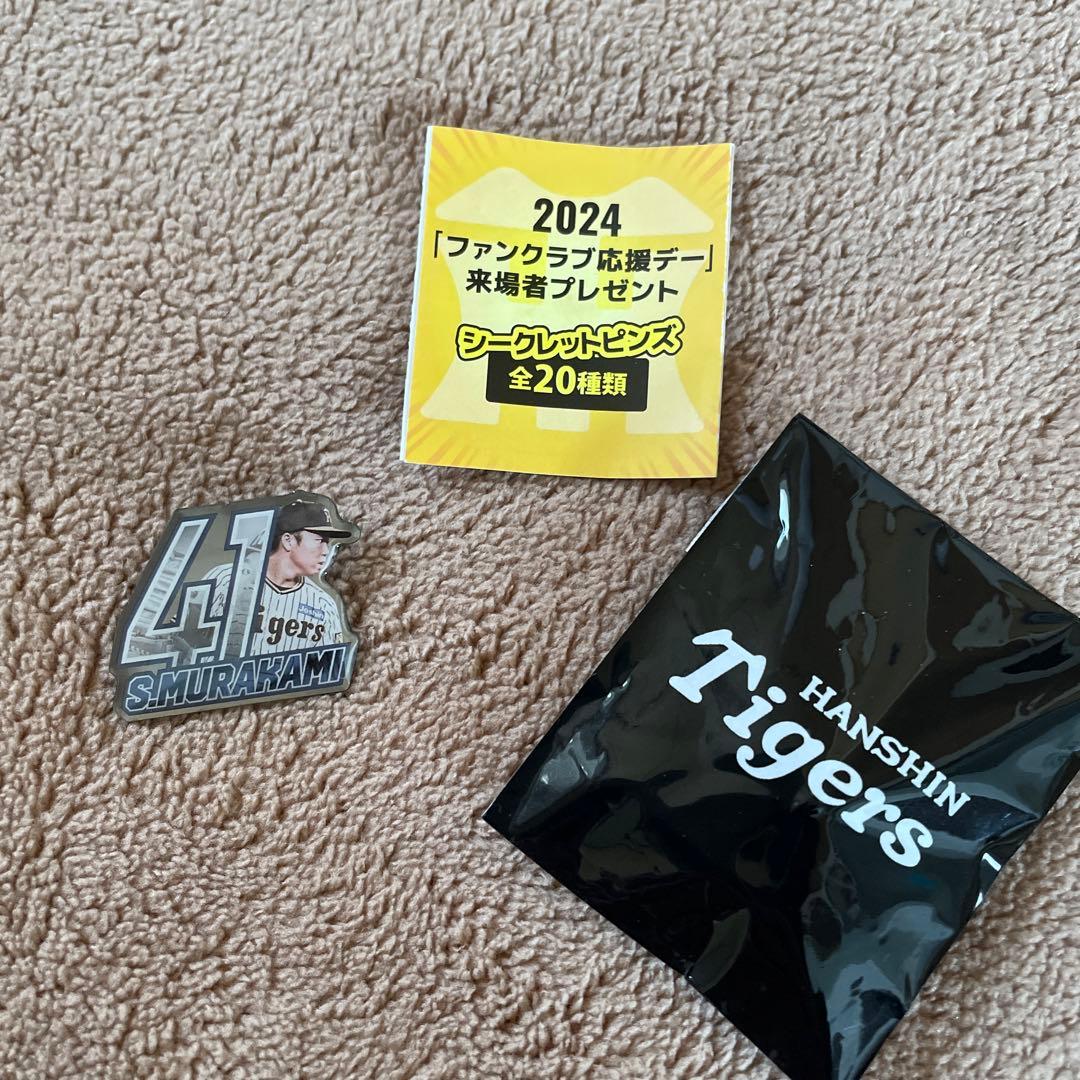 2024
「ファンクラブ応援デー」
来場者プレゼント
シークレットピンズ
全20種類
41
igers
S.MURAKAMI
HANSHIN
Tigers